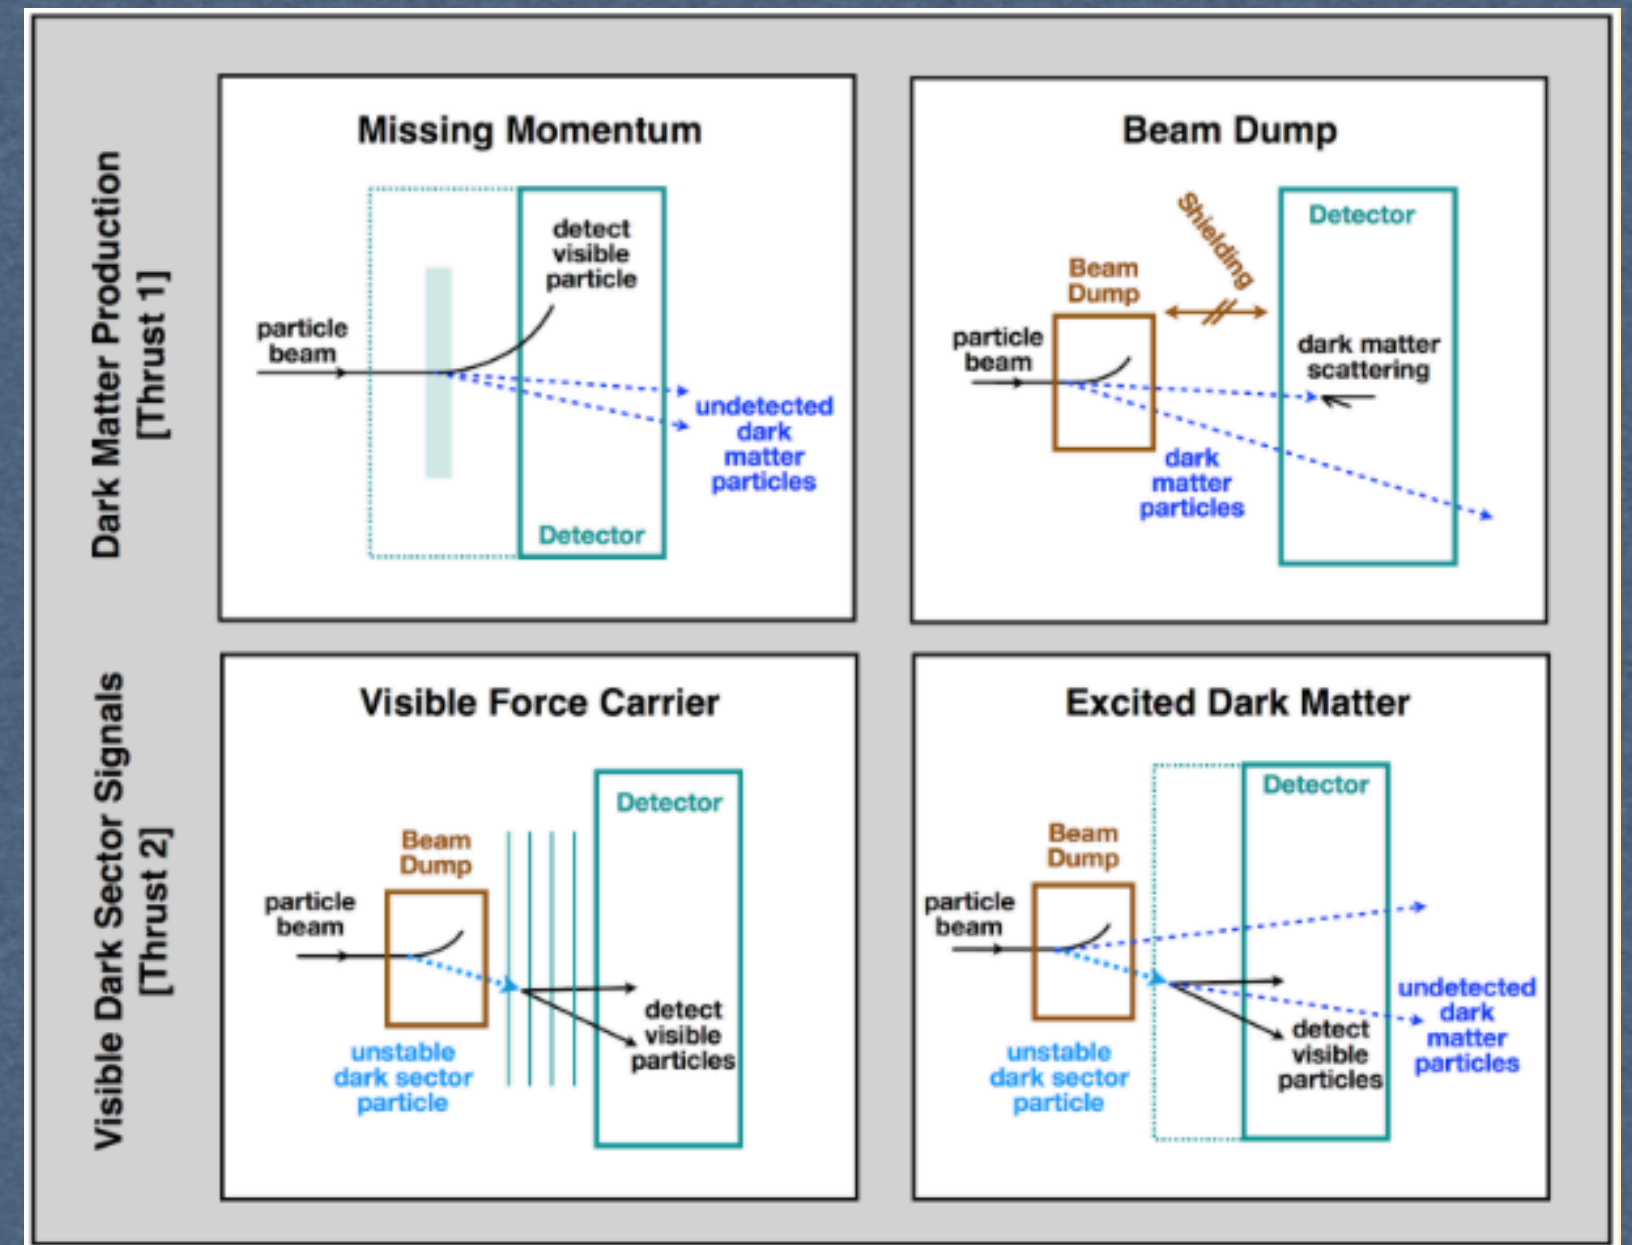 Dark Matter Production
[Thrust 1]
Missing Momentum
detect
visible
particle
particle
beam
undetected
dark
matter
particles
Detector
Beam Dump
Shielding
Detector
Beam
Dump
particle
beam
dark matter
scattering
dark
matter
particles
Visible Dark Sector Signals
[Thrust 2]
Visible Force Carrier
Detector
Beam
Dump
particle
beam
detect
visible
particles
unstable
dark sector
particle
Excited Dark Matter
Detector
Beam
Dump
particle
beam
undetected
dark
matter
particles
detect
visible
particles
unstable
dark sector
particle